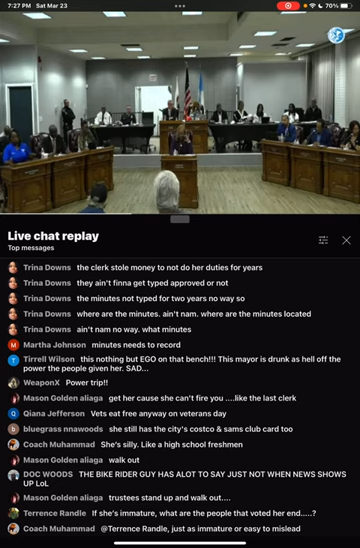 7:27 PM Sat Mar 23
70%
Live chat replay
Top messages
Trina Downs the clerk stole money to not do her duties for years
Trina Downs they ain't finna get typed approved or not
Trina Downs the minutes not typed for two years no way so
Trina Downs where are the minutes. ain't nam. where are the minutes located
Trina Downs ain't nam no way. what minutes
M Martha Johnson minutes needs to record
T Tirrell Wilson this nothing but EGO on that bench!!! This mayor is drunk as hell off the
power the people given her. SAD...
WeaponX Power trip!!
Mason Golden aliaga get her cause she can't fire you ....like the last clerk
Q Qiana Jefferson Vets eat free anyway on veterans day
b bluegrass nnawoods she still has the city's costco & sams club card too
Coach Muhammad She's silly. Like a high school freshmen
Mason Golden aliaga walk out
DOC WOODS THE BIKE RIDER GUY HAS ALOT TO SAY JUST NOT WHEN NEWS SHOWS
UP LoL
Mason Golden aliaga trustees stand up and walk out....
Terrence Randle If she's immature, what are the people that voted her end.....?
Coach Muhammad @Terrence Randle, just as immature or easy to mislead